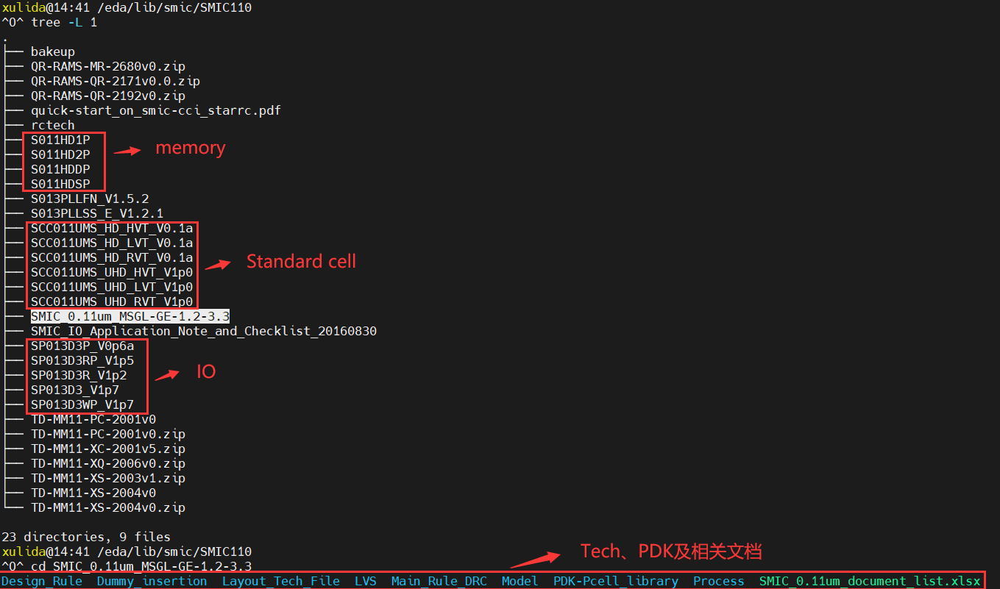 xulida@14:41 /eda/lib/smic/SMIC110
^O^ tree -L 1
.
├── bakeup
├── QR-RAMS-MR-2680v0.zip
├── QR-RAMS-QR-2171v0.0.zip
├── QR-RAMS-QR-2192v0.zip
├── quick-start_on_smic-cci_starrc.pdf
├── rctech
├── S011HD1P
memory
├── S011HD2P
├── S011HDDP
├── S011HDSP
├── S013PLLFN_V1.5.2
├── S013PLLSS_E_V1.2.1
├── SCC011UMS_HD_HVT_V0.1a
├── SCC011UMS_HD_LVT_V0.1a
├── SCC011UMS_HD_RVT_V0.1a
Standard cell
├── SCC011UMS_UHD_HVT_V1p0
├── SCC011UMS_UHD_LVT_V1p0
├── SCC011UMS_UHD_RVT_V1p0
├── SMIC_0.11um_MSGL-GE-1.2-3.3
├── SMIC_IO_Application_Note_and_Checklist_20160830
├── SP013D3P_V0p6a
├── SP013D3RP_V1p5
├── SP013D3R_V1p2
IO
├── SP013D3_V1p7
├── SP013D3WP_V1p7
├── TD-MM11-PC-2001v0
├── TD-MM11-PC-2001v0.zip
├── TD-MM11-XC-2001v5.zip
├── TD-MM11-XQ-2006v0.zip
├── TD-MM11-XS-2003v1.zip
├── TD-MM11-XS-2004v0
└── TD-MM11-XS-2004v0.zip
23 directories, 9 files
xulida@14:41 /eda/lib/smic/SMIC110
Tech、PDK及相关文档
^O^ cd SMIC_0.11um_MSGL-GE-1.2-3.3
Design_Rule Dummy_insertion Layout_Tech_File LVS Main_Rule_DRC Model PDK-Pcell_library Process SMIC_0.11um_document_list.xlsx